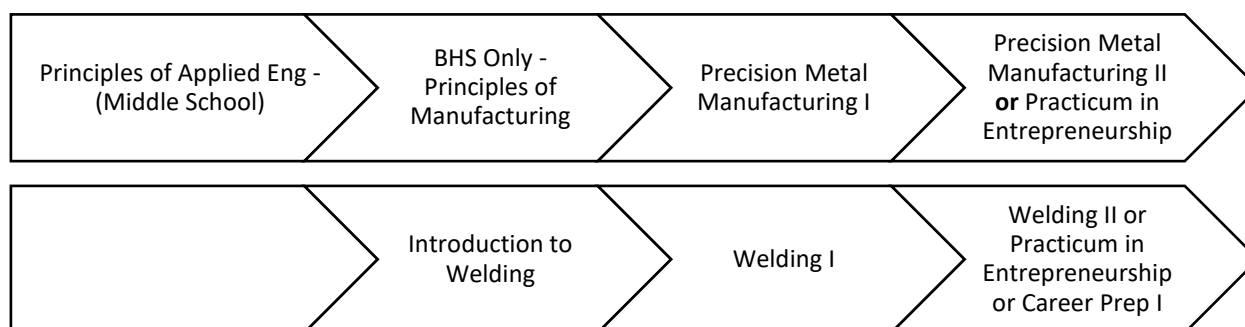 Principles of Applied Eng -
(Middle School)
BHS Only -
Principles of
Manufacturing
Precision Metal
Manufacturing I
Precision Metal
Manufacturing II
or Practicum in
Entrepreneurship
Introduction to
Welding
Welding I
Welding II or
Practicum in
Entrepreneurship
or Career Prep I